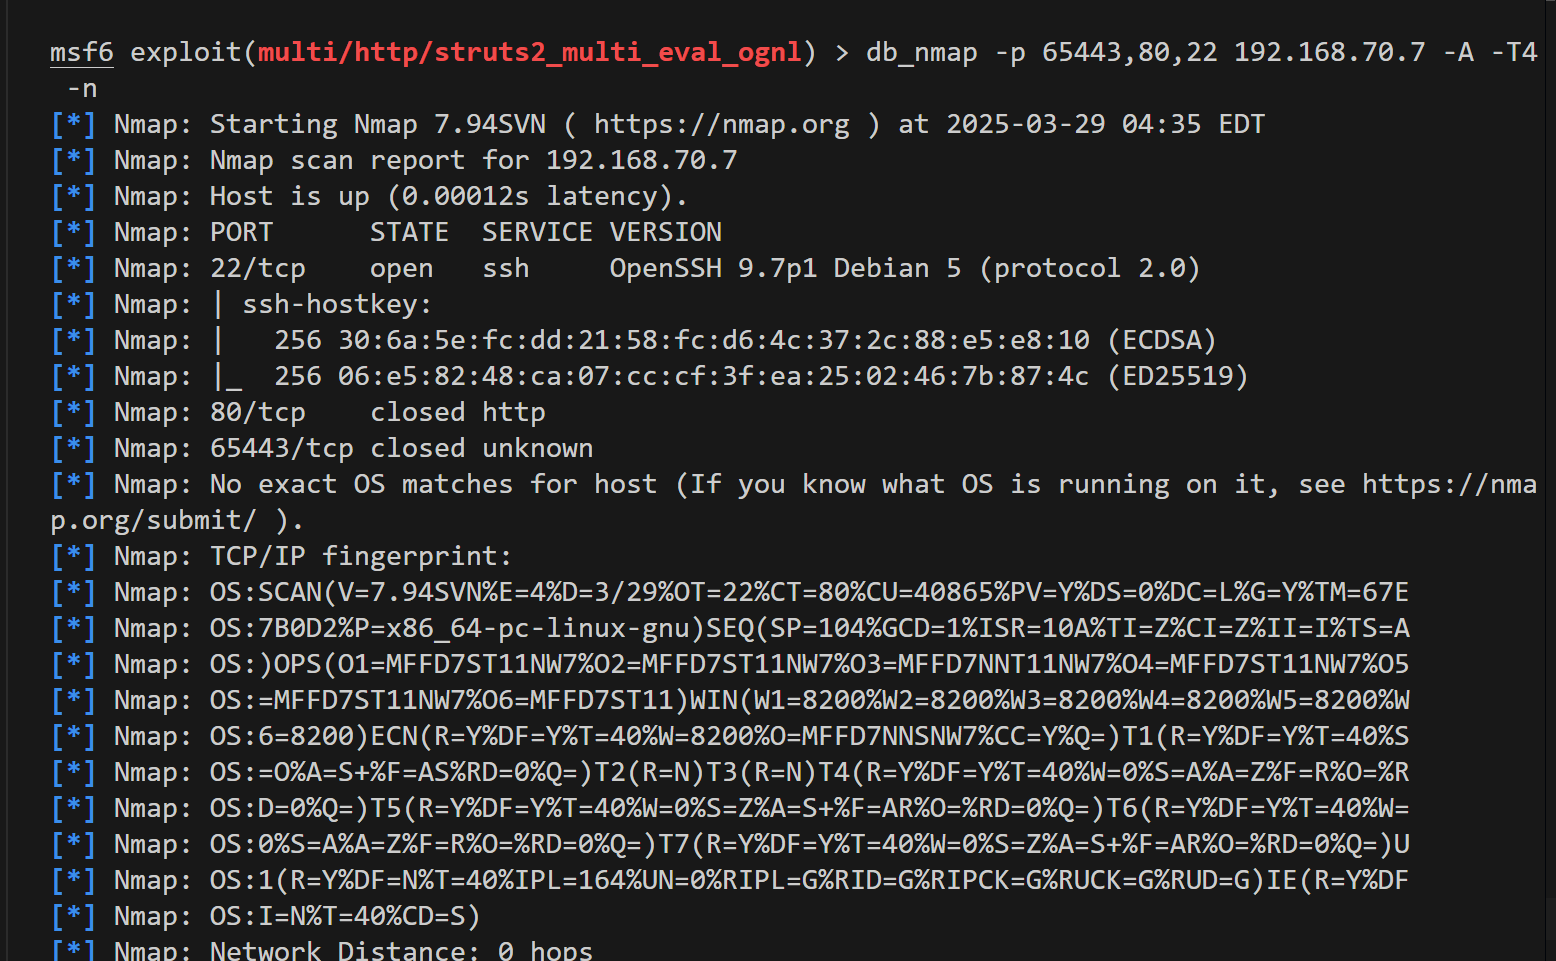 msf6 exploit(multi/http/struts2_multi_eval_ognl) > db_nmap -p 65443,80,22 192.168.70.7 -A -T4
 -n
[*] Nmap: Starting Nmap 7.94SVN ( https://nmap.org ) at 2025-03-29 04:35 EDT
[*] Nmap: Nmap scan report for 192.168.70.7
[*] Nmap: Host is up (0.00012s latency).
[*] Nmap: PORT      STATE  SERVICE VERSION
[*] Nmap: 22/tcp    open   ssh     OpenSSH 9.7p1 Debian 5 (protocol 2.0)
[*] Nmap: | ssh-hostkey:
[*] Nmap: |   256 30:6a:5e:fc:dd:21:58:fc:d6:4c:37:2c:88:e5:e8:10 (ECDSA)
[*] Nmap: |_  256 06:e5:82:48:ca:07:cc:cf:3f:ea:25:02:46:7b:87:4c (ED25519)
[*] Nmap: 80/tcp    closed http
[*] Nmap: 65443/tcp closed unknown
[*] Nmap: No exact OS matches for host (If you know what OS is running on it, see https://nma
p.org/submit/ ).
[*] Nmap: TCP/IP fingerprint:
[*] Nmap: OS:SCAN(V=7.94SVN%E=4%D=3/29%OT=22%CT=80%CU=40865%PV=Y%DS=0%DC=L%G=Y%TM=67E
[*] Nmap: OS:7B0D2%P=x86_64-pc-linux-gnu)SEQ(SP=104%GCD=1%ISR=10A%TI=Z%CI=Z%II=I%TS=A
[*] Nmap: OS:)OPS(O1=MFFD7ST11NW7%O2=MFFD7ST11NW7%O3=MFFD7NNT11NW7%O4=MFFD7ST11NW7%O5
[*] Nmap: OS:=MFFD7ST11NW7%O6=MFFD7ST11)WIN(W1=8200%W2=8200%W3=8200%W4=8200%W5=8200%W
[*] Nmap: OS:6=8200)ECN(R=Y%DF=Y%T=40%W=8200%O=MFFD7NNSNW7%CC=Y%Q=)T1(R=Y%DF=Y%T=40%S
[*] Nmap: OS:=O%A=S+%F=AS%RD=0%Q=)T2(R=N)T3(R=N)T4(R=Y%DF=Y%T=40%W=0%S=A%A=Z%F=R%O=%R
[*] Nmap: OS:D=0%Q=)T5(R=Y%DF=Y%T=40%W=0%S=Z%A=S+%F=AR%O=%RD=0%Q=)T6(R=Y%DF=Y%T=40%W=
[*] Nmap: OS:0%S=A%A=Z%F=R%O=%RD=0%Q=)T7(R=Y%DF=Y%T=40%W=0%S=Z%A=S+%F=AR%O=%RD=0%Q=)U
[*] Nmap: OS:1(R=Y%DF=N%T=40%IPL=164%UN=0%RIPL=G%RID=G%RIPCK=G%RUCK=G%RUD=G)IE(R=Y%DF
[*] Nmap: OS:I=N%T=40%CD=S)
[*] Nmap: Network Distance: 0 hops